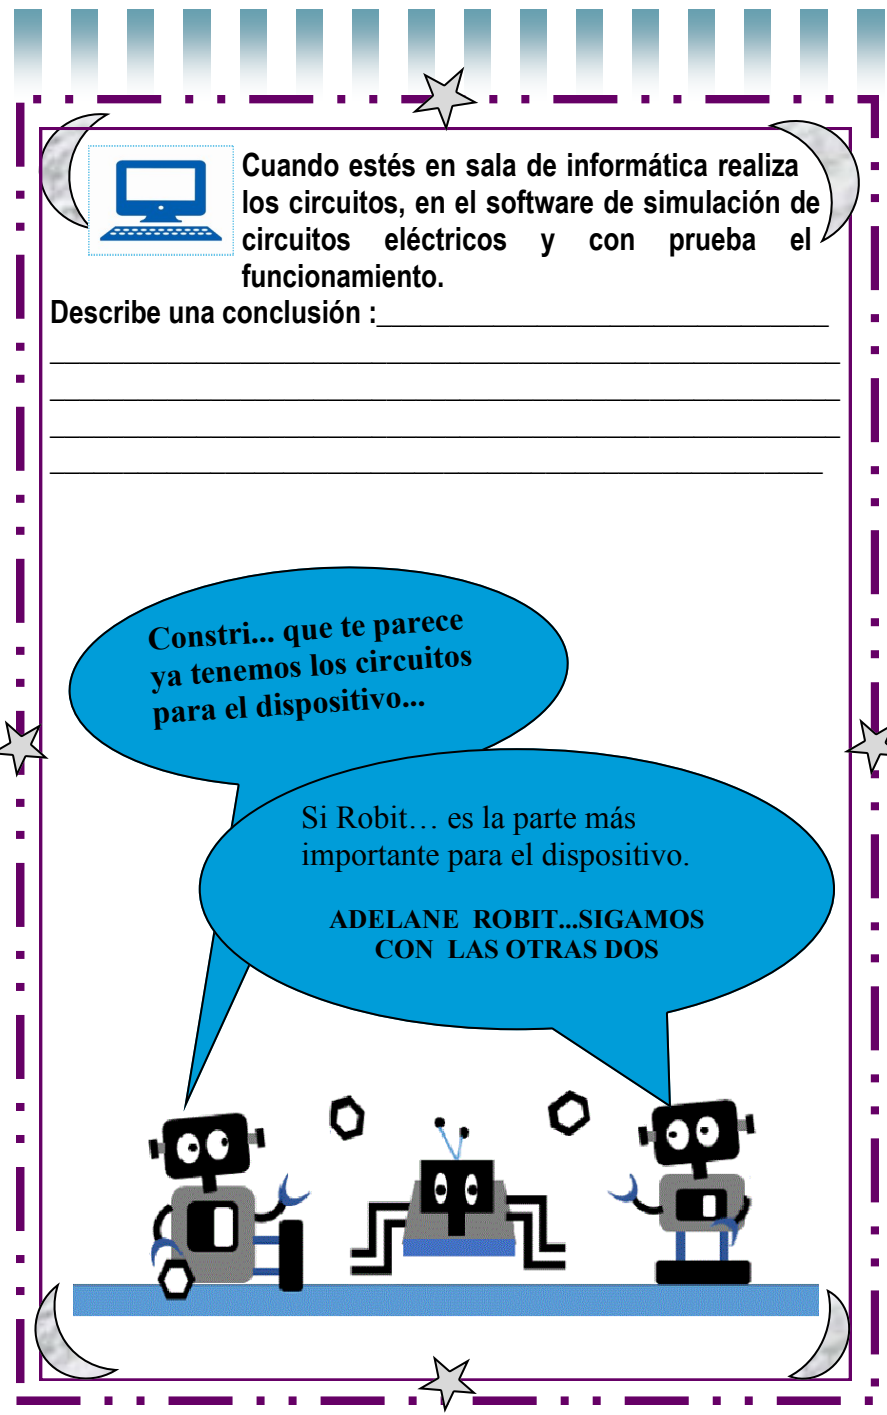 Cuando estés en sala de informática realiza
los circuitos, en el software de simulación de
circuitos eléctricos y con prueba el
funcionamiento.
Describe una conclusión :
Constri... que te parece
ya tenemos los circuitos
para el dispositivo...
Si Robit… es la parte más
importante para el dispositivo.
ADELANE ROBIT...SIGAMOS
CON LAS OTRAS DOS